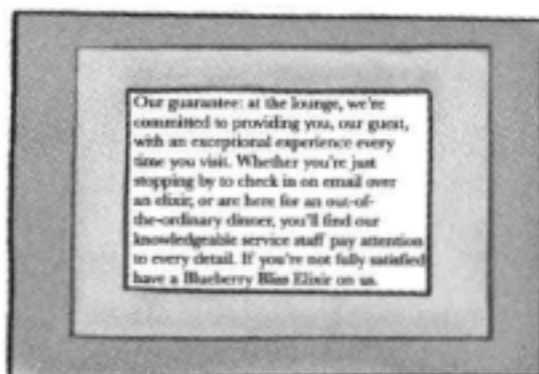 Our guarantee: at the lounge, we're
committed to providing you, our guest,
with an exceptional experience every
time you visit. Whether you're just
stopping by to check in on email over
an elixir, or are here for an out-of-
the-ordinary dinner, you'll find our
knowledgeable service staff pay attention
to every detail. If you're not fully satisfied
have a Blueberry Bliss Elixir on us.